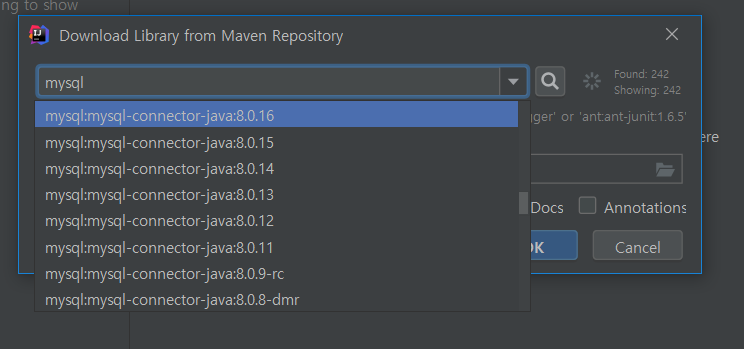 ng to show
Download Library from Maven Repository
mysql
Found: 242
Showing: 242
mysql:mysql-connector-java:8.0.16
gger' or 'ant:ant-junit:1.6.5'
mysql:mysql-connector-java:8.0.15
ere
mysql:mysql-connector-java:8.0.14
mysql:mysql-connector-java:8.0.13
mysql:mysql-connector-java:8.0.12
Docs
Annotations
mysql:mysql-connector-java:8.0.11
OK
Cancel
mysql:mysql-connector-java:8.0.9-rc
mysql:mysql-connector-java:8.0.8-dmr